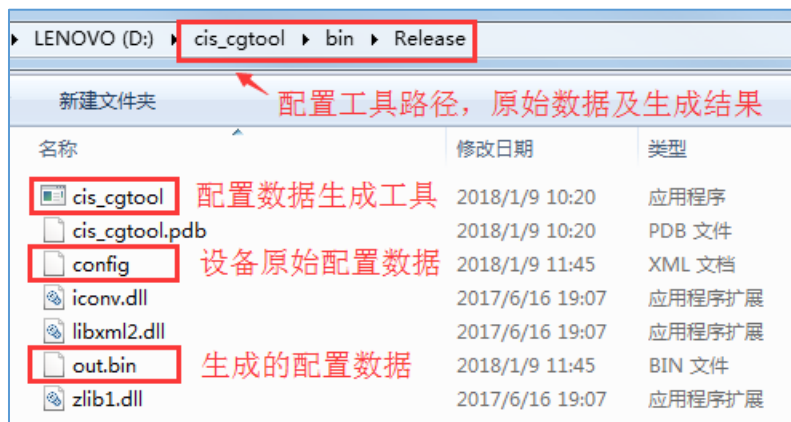 LENOVO (D:) cis_cgtool bin Release
新建文件夹 配置工具路径，原始数据及生成结果
名称 修改日期 类型
cis_cgtool 配置数据生成工具 2018/1/9 10:20 应用程序
cis_cgtool.pdb 2018/1/9 10:20 PDB 文件
config 设备原始配置数据 2018/1/9 11:45 XML 文档
iconv.dll 2017/6/16 19:07 应用程序扩展
libxml2.dll 2017/6/16 19:07 应用程序扩展
out.bin 生成的配置数据 2018/1/9 11:45 BIN 文件
zlib1.dll 2017/6/16 19:07 应用程序扩展